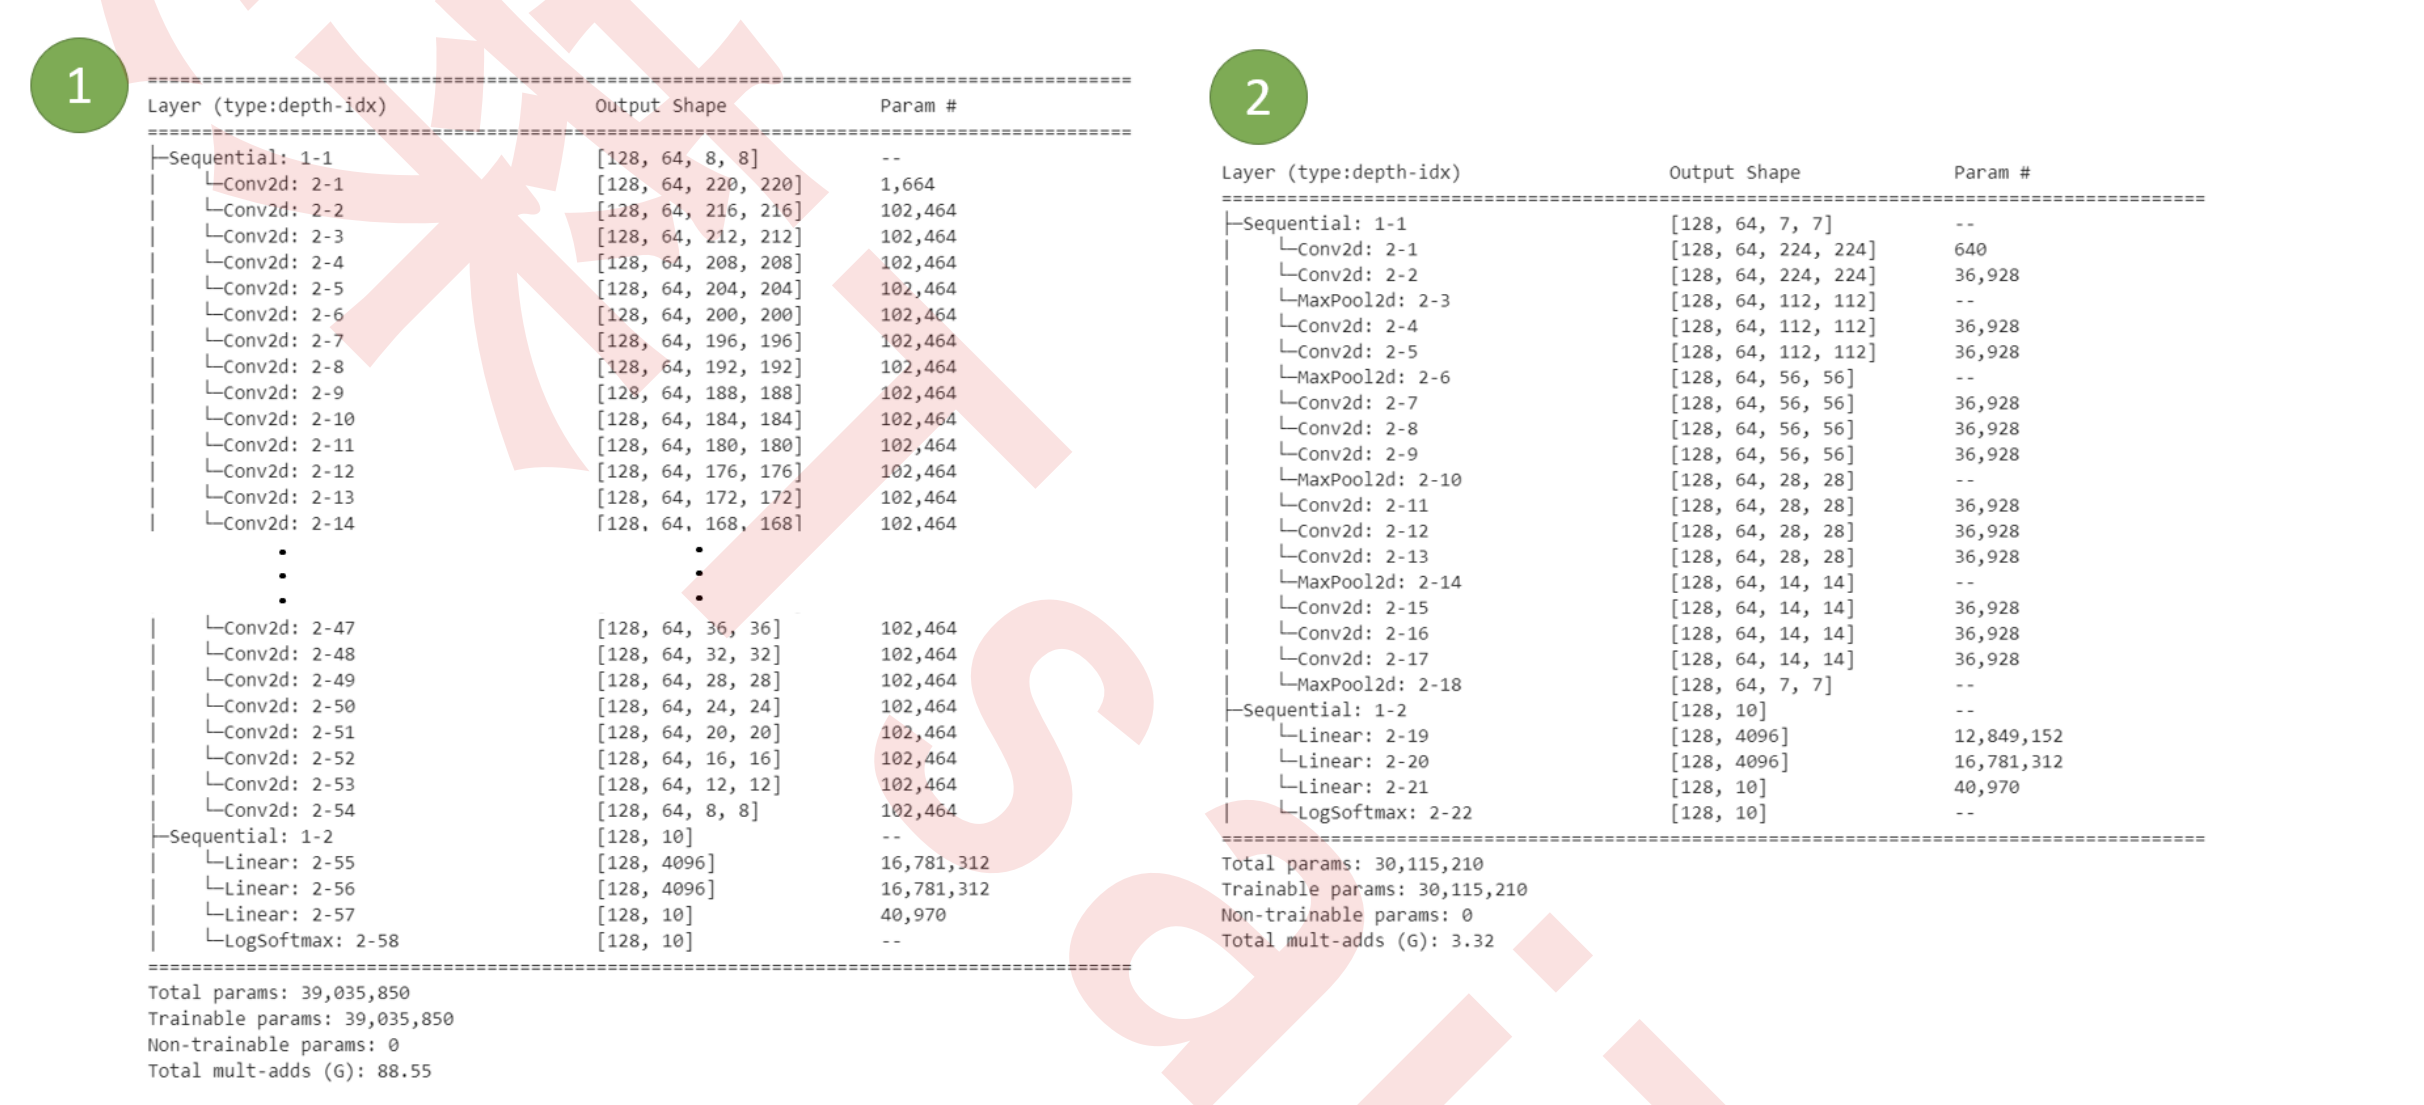 1
================================================================================
Layer (type:depth-idx) Output Shape Param #
================================================================================
├─Sequential: 1-1 [128, 64, 8, 8] --
| └─Conv2d: 2-1 [128, 64, 220, 220] 1,664
| └─Conv2d: 2-2 [128, 64, 216, 216] 102,464
| └─Conv2d: 2-3 [128, 64, 212, 212] 102,464
| └─Conv2d: 2-4 [128, 64, 208, 208] 102,464
| └─Conv2d: 2-5 [128, 64, 204, 204] 102,464
| └─Conv2d: 2-6 [128, 64, 200, 200] 102,464
| └─Conv2d: 2-7 [128, 64, 196, 196] 102,464
| └─Conv2d: 2-8 [128, 64, 192, 192] 102,464
| └─Conv2d: 2-9 [128, 64, 188, 188] 102,464
| └─Conv2d: 2-10 [128, 64, 184, 184] 102,464
| └─Conv2d: 2-11 [128, 64, 180, 180] 102,464
| └─Conv2d: 2-12 [128, 64, 176, 176] 102,464
| └─Conv2d: 2-13 [128, 64, 172, 172] 102,464
| └─Conv2d: 2-14 [128, 64, 168, 168] 102,464
| └─Conv2d: 2-47 [128, 64, 36, 36] 102,464
| └─Conv2d: 2-48 [128, 64, 32, 32] 102,464
| └─Conv2d: 2-49 [128, 64, 28, 28] 102,464
| └─Conv2d: 2-50 [128, 64, 24, 24] 102,464
| └─Conv2d: 2-51 [128, 64, 20, 20] 102,464
| └─Conv2d: 2-52 [128, 64, 16, 16] 102,464
| └─Conv2d: 2-53 [128, 64, 12, 12] 102,464
| └─Conv2d: 2-54 [128, 64, 8, 8] 102,464
├─Sequential: 1-2 [128, 10] --
| └─Linear: 2-55 [128, 4096] 16,781,312
| └─Linear: 2-56 [128, 4096] 16,781,312
| └─Linear: 2-57 [128, 10] 40,970
| └─LogSoftmax: 2-58 [128, 10] --
================================================================================
Total params: 39,035,850
Trainable params: 39,035,850
Non-trainable params: 0
Total mult-adds (G): 88.55
2
Layer (type:depth-idx) Output Shape Param #
================================================================================
├─Sequential: 1-1 [128, 64, 7, 7] --
| └─Conv2d: 2-1 [128, 64, 224, 224] 640
| └─Conv2d: 2-2 [128, 64, 224, 224] 36,928
| └─MaxPool2d: 2-3 [128, 64, 112, 112] --
| └─Conv2d: 2-4 [128, 64, 112, 112] 36,928
| └─Conv2d: 2-5 [128, 64, 112, 112] 36,928
| └─MaxPool2d: 2-6 [128, 64, 56, 56] --
| └─Conv2d: 2-7 [128, 64, 56, 56] 36,928
| └─Conv2d: 2-8 [128, 64, 56, 56] 36,928
| └─Conv2d: 2-9 [128, 64, 56, 56] 36,928
| └─MaxPool2d: 2-10 [128, 64, 28, 28] --
| └─Conv2d: 2-11 [128, 64, 28, 28] 36,928
| └─Conv2d: 2-12 [128, 64, 28, 28] 36,928
| └─Conv2d: 2-13 [128, 64, 28, 28] 36,928
| └─MaxPool2d: 2-14 [128, 64, 14, 14] --
| └─Conv2d: 2-15 [128, 64, 14, 14] 36,928
| └─Conv2d: 2-16 [128, 64, 14, 14] 36,928
| └─Conv2d: 2-17 [128, 64, 14, 14] 36,928
| └─MaxPool2d: 2-18 [128, 64, 7, 7] --
├─Sequential: 1-2 [128, 10] --
| └─Linear: 2-19 [128, 4096] 12,849,152
| └─Linear: 2-20 [128, 4096] 16,781,312
| └─Linear: 2-21 [128, 10] 40,970
| └─LogSoftmax: 2-22 [128, 10] --
================================================================================
Total params: 30,115,210
Trainable params: 30,115,210
Non-trainable params: 0
Total mult-adds (G): 3.32